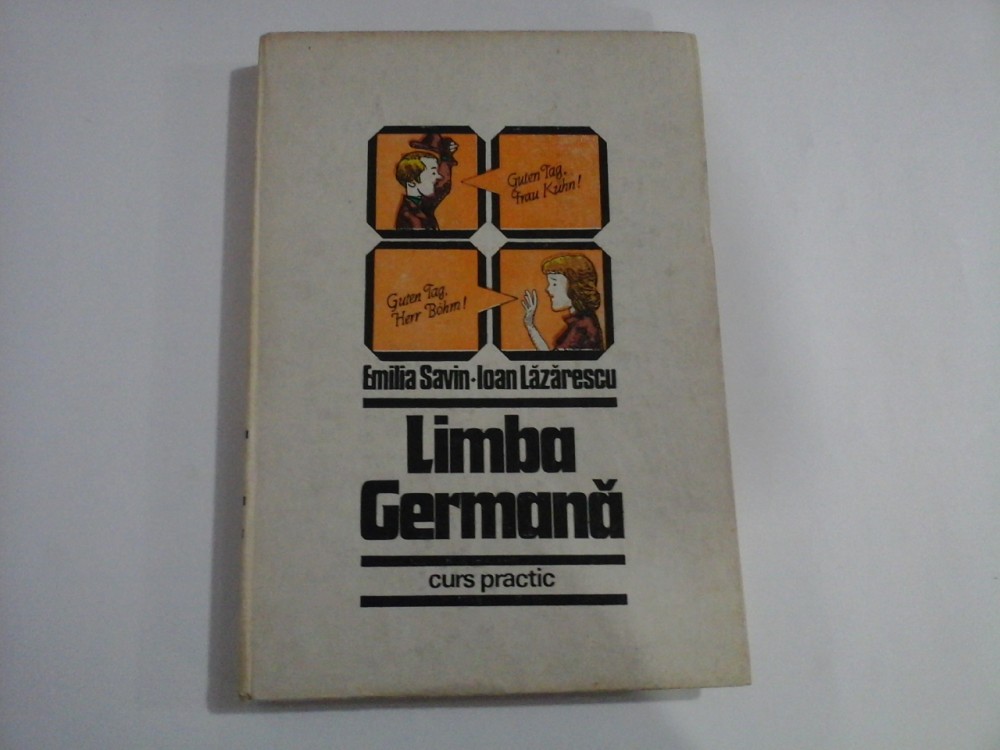 Guten Tag,
Frau Kuhn!
Guten Tag,
Herr Böhm!
Emilia Savin·Ioan Lăzărescu
Limba
Germană
curs practic